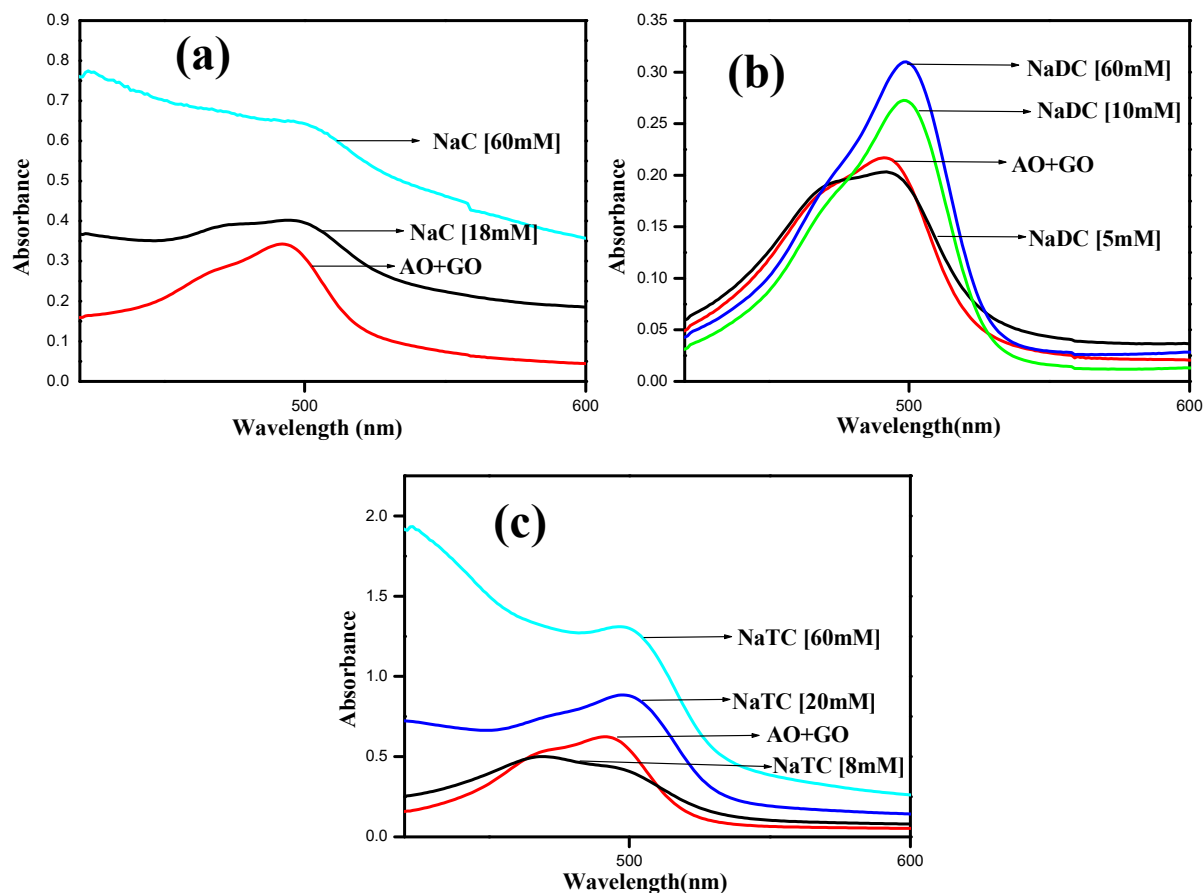 (a)
0.9
0.8
0.7
0.6
0.5
0.4
0.3
0.2
0.1
0.0
Absorbance
NaC [60mM]
NaC [18mM]
AO+GO
500
600
Wavelength (nm)
(b)
0.35
0.30
0.25
0.20
0.15
0.10
0.05
0.00
Absorbance
NaDC [60mM]
NaDC [10mM]
AO+GO
NaDC [5mM]
500
600
Wavelength(nm)
(c)
2.0
1.5
1.0
0.5
0.0
Absorbance
NaTC [60mM]
NaTC [20mM]
AO+GO
NaTC [8mM]
500
600
Wavelength(nm)